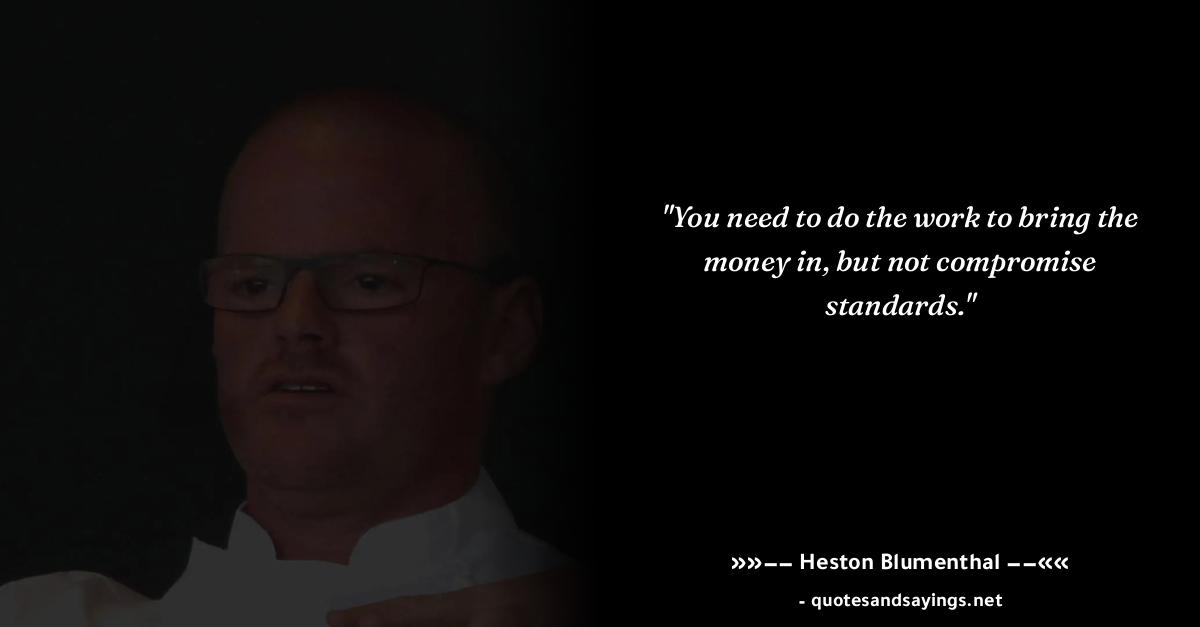 "You need to do the work to bring the
money in, but not compromise
standards."
»»−− Heston Blumenthal −−««
- quotesandsayings.net